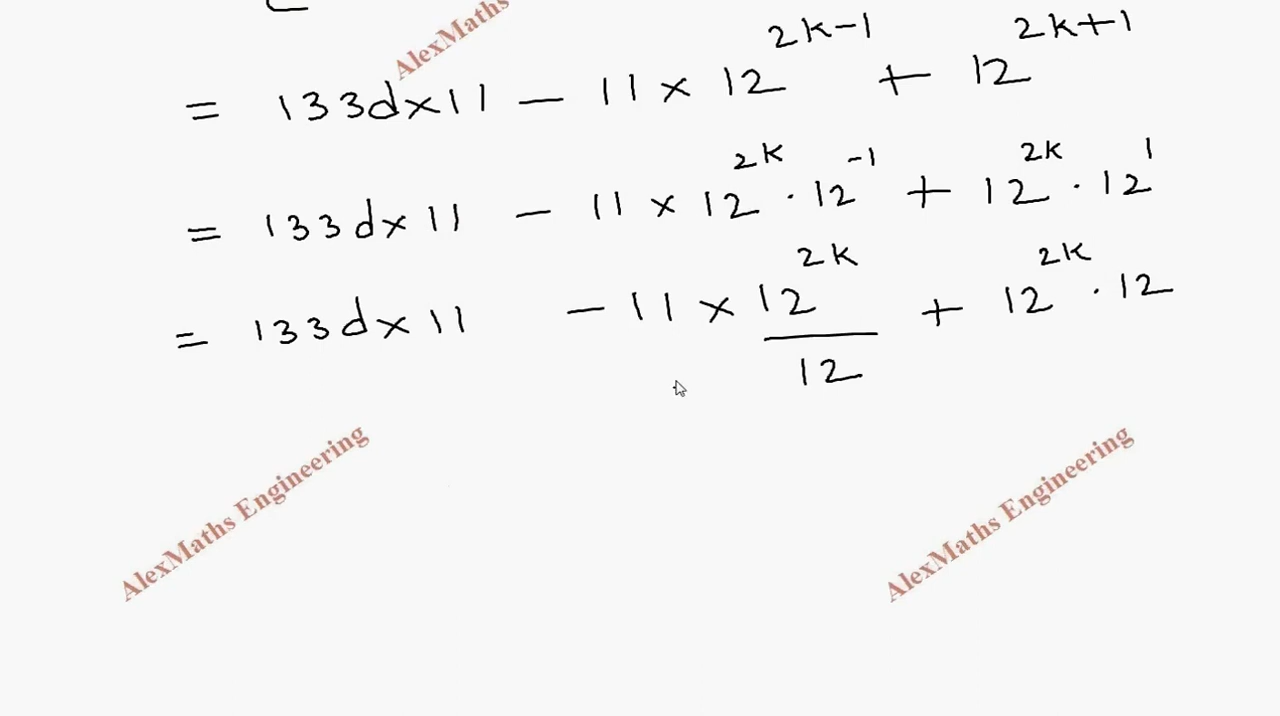 AlexMaths
= 133d×11 − 11 × 12^{2k−1} + 12^{2k+1}
= 133d×11 − 11 × 12^{2k} · 12^{−1} + 12^{2k} · 12^{1}
= 133d×11 − 11 × \frac{12^{2k}}{12} + 12^{2k} · 12
AlexMaths Engineering
AlexMaths Engineering